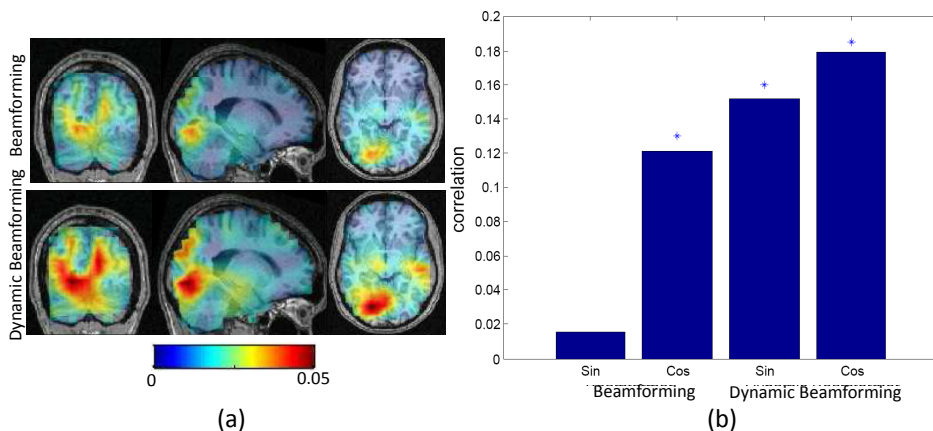 Beamforming
Dynamic Beamforming
0
0.05
(a)
0.2
0.18
0.16
0.14
0.12
0.1
0.08
0.06
0.04
0.02
0
correlation
Sin Cos Sin Cos
Beamforming Dynamic Beamforming
(b)